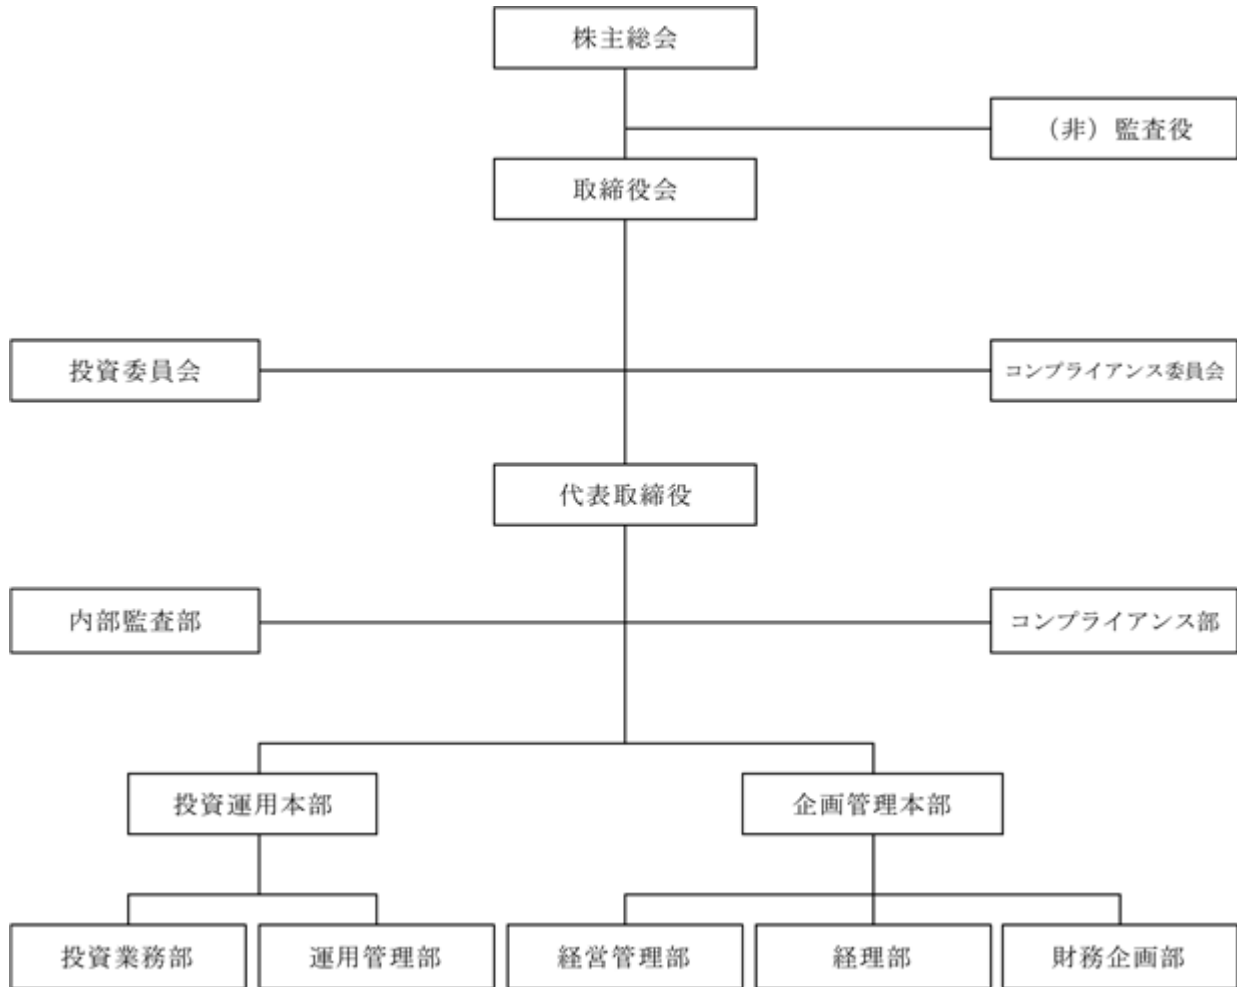 株主総会
（非）監査役
取締役会
投資委員会
コンプライアンス委員会
代表取締役
内部監査部
コンプライアンス部
投資運用本部
企画管理本部
投資業務部
運用管理部
経営管理部
経理部
財務企画部